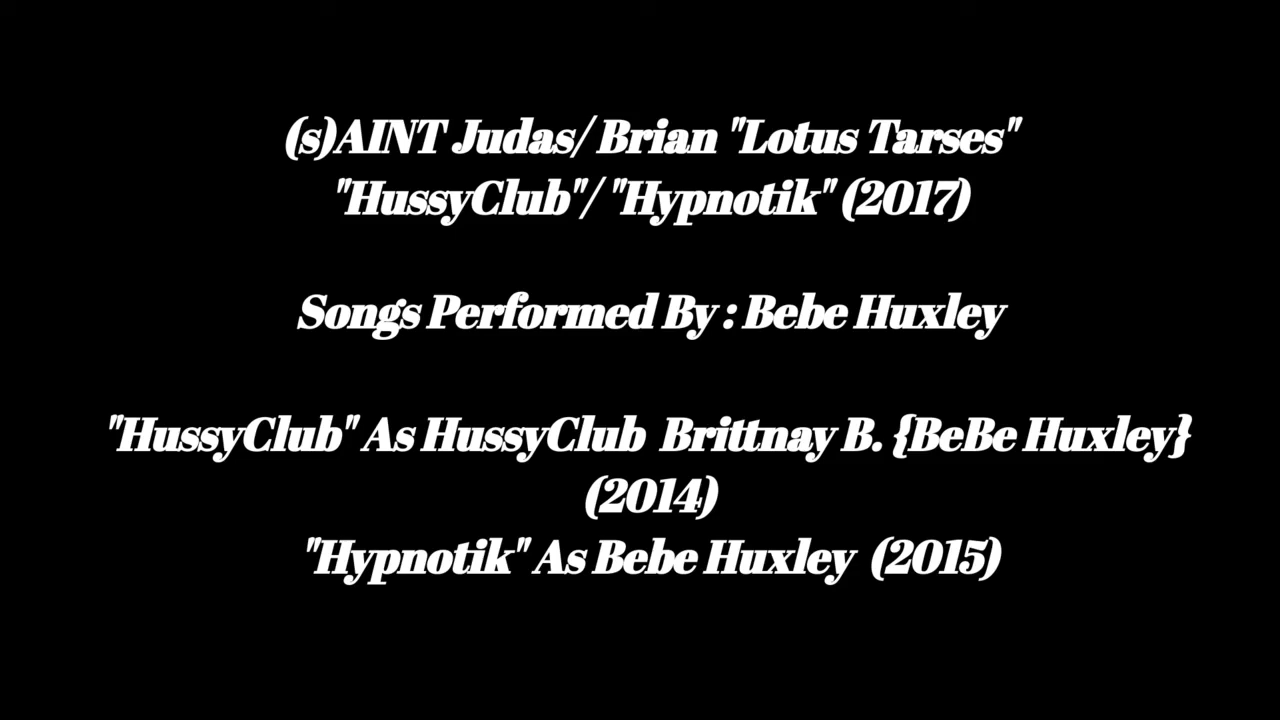 (s)AINT Judas/ Brian "Lotus Tarses"
"HussyClub"/ "Hypnotik" (2017)
Songs Performed By : Bebe Huxley
"HussyClub" As HussyClub Brittnay B. {BeBe Huxley}
(2014)
"Hypnotik" As Bebe Huxley (2015)